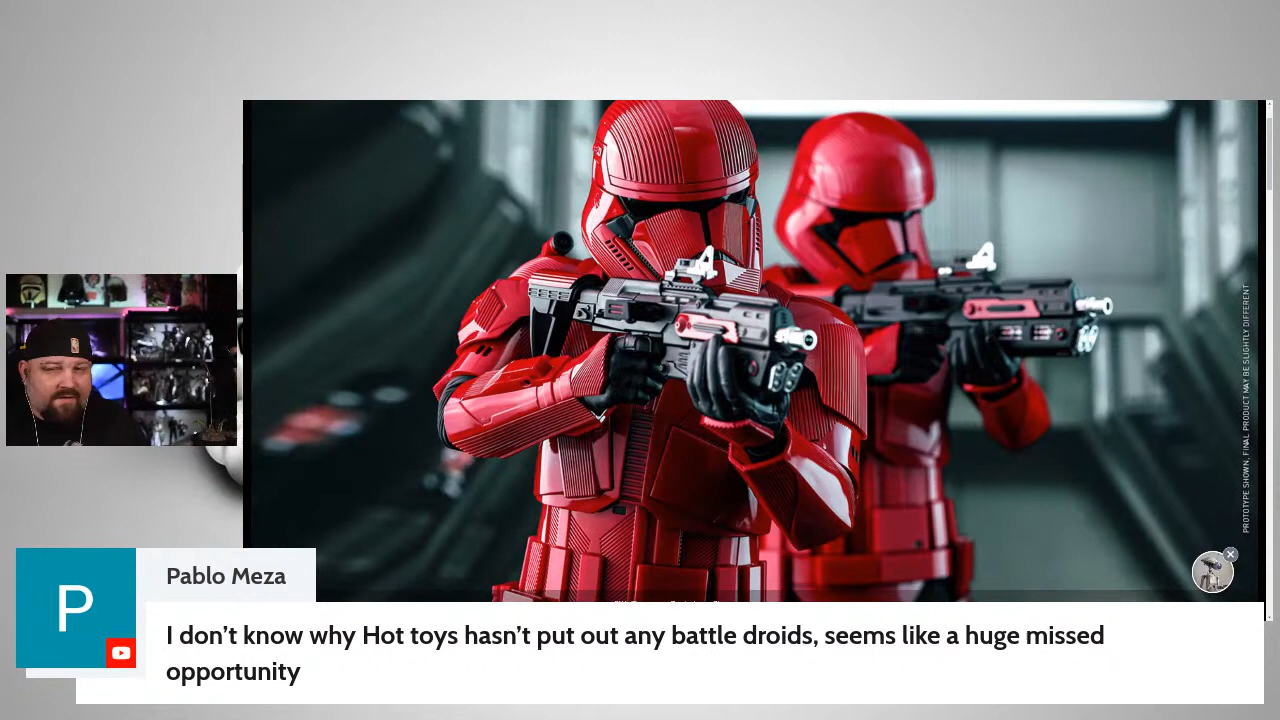 PROTOTYPE SHOWN, FINAL PRODUCT MAY BE SLIGHTLY DIFFERENT
P
Pablo Meza
I don't know why Hot toys hasn't put out any battle droids, seems like a huge missed
opportunity